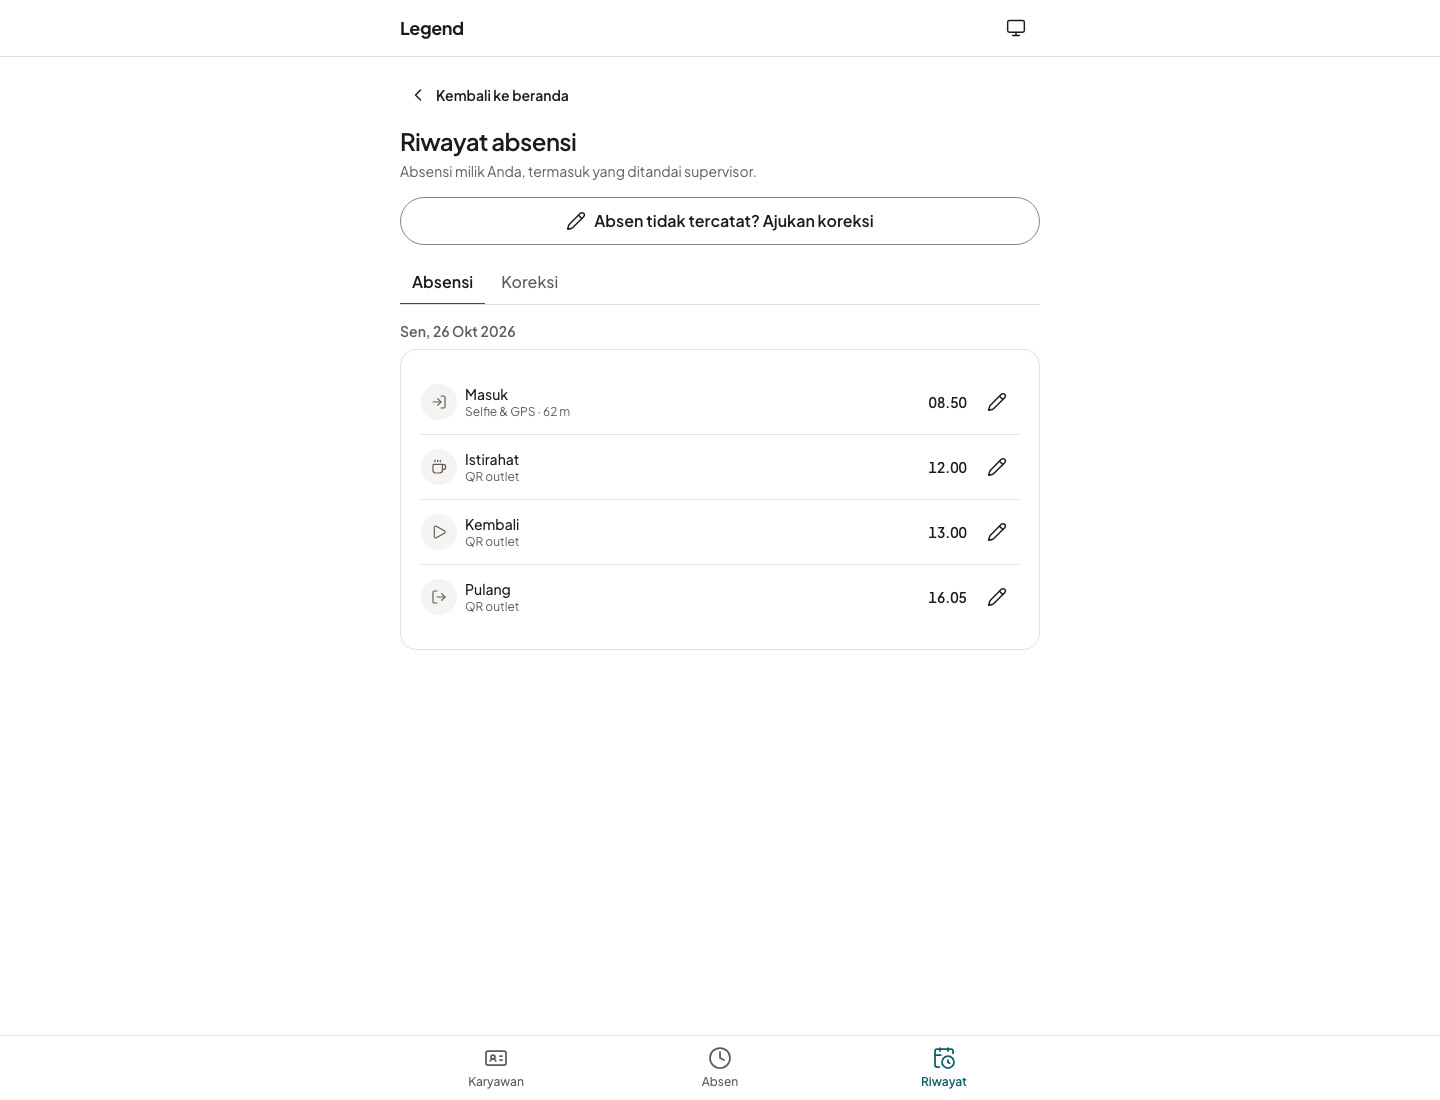 Legend
Kembali ke beranda
Riwayat absensi
Absensi milik Anda, termasuk yang ditandai supervisor.
Absen tidak tercatat? Ajukan koreksi
Absensi Koreksi
Sen, 26 Okt 2026
Masuk 08.50
Selfie & GPS · 62 m
Istirahat 12.00
QR outlet
Kembali 13.00
QR outlet
Pulang 16.05
QR outlet
Karyawan Absen Riwayat